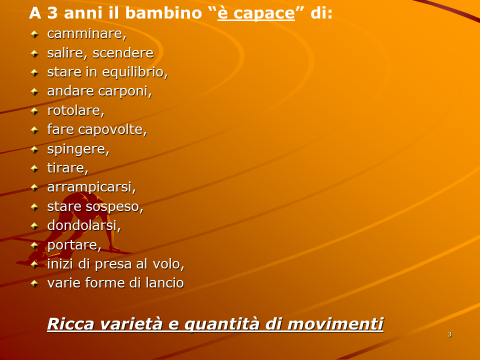 A 3 anni il bambino “è capace” di:
camminare,
salire, scendere
stare in equilibrio,
andare carponi,
rotolare,
fare capovolte,
spingere,
tirare,
arrampicarsi,
stare sospeso,
dondolarsi,
portare,
inizi di presa al volo,
varie forme di lancio
Ricca varietà e quantità di movimenti
3